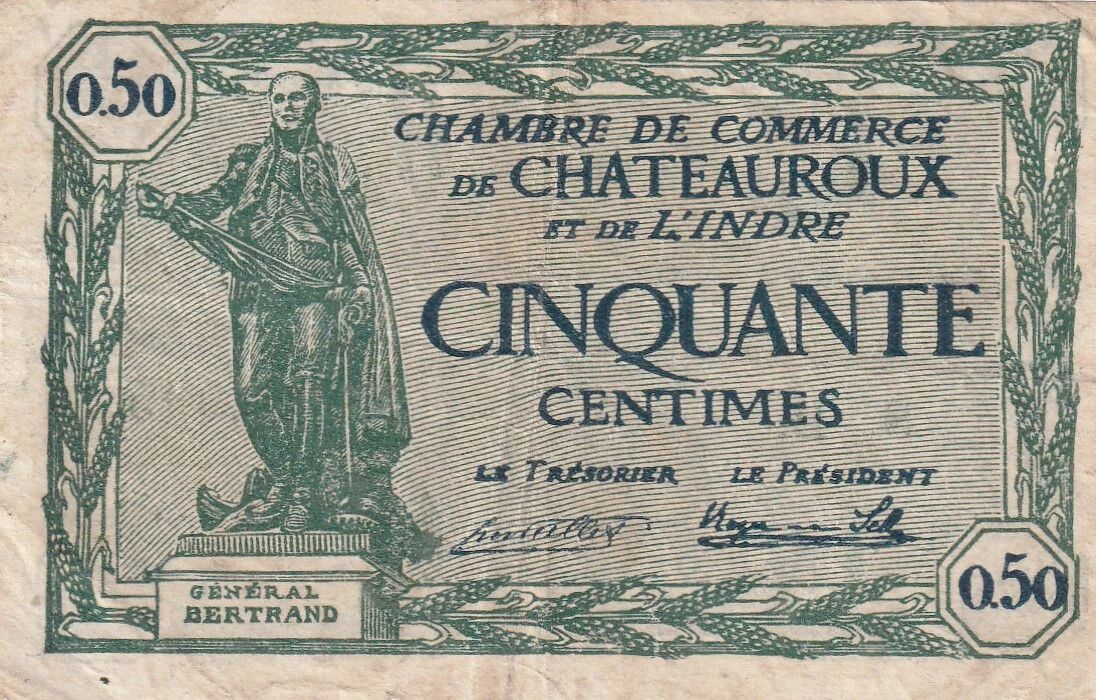 0.50
CHAMBRE DE COMMERCE
DE CHATEAUROUX
ET DE L'INDRE
CINQUANTE
CENTIMES
LE TRÉSORIER LE PRÉSIDENT
GÉNÉRAL
BERTRAND
0.50